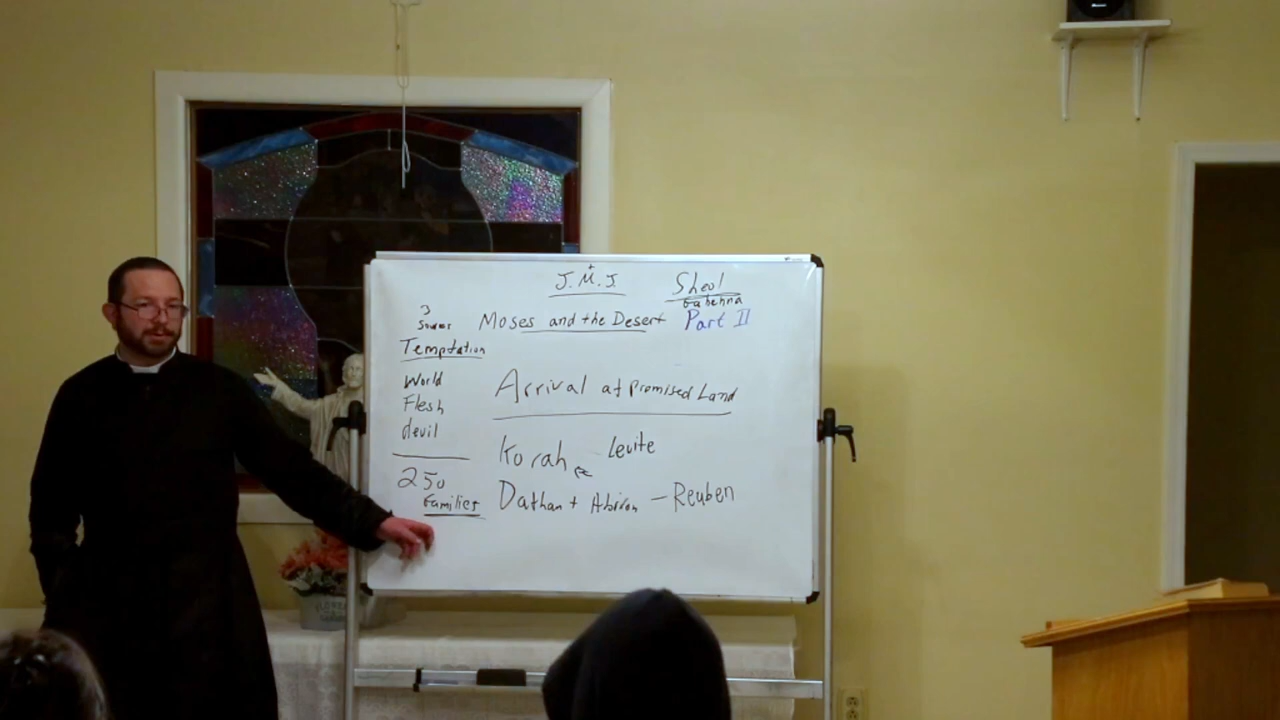 J.M.J.
Sheol
Gahenna
3
Sources
Moses and the Desert Part II
Temptation
World
Flesh
devil
Arrival at Promised Land
Korah Levite
250
Families
Dathan + Abiron - Reuben